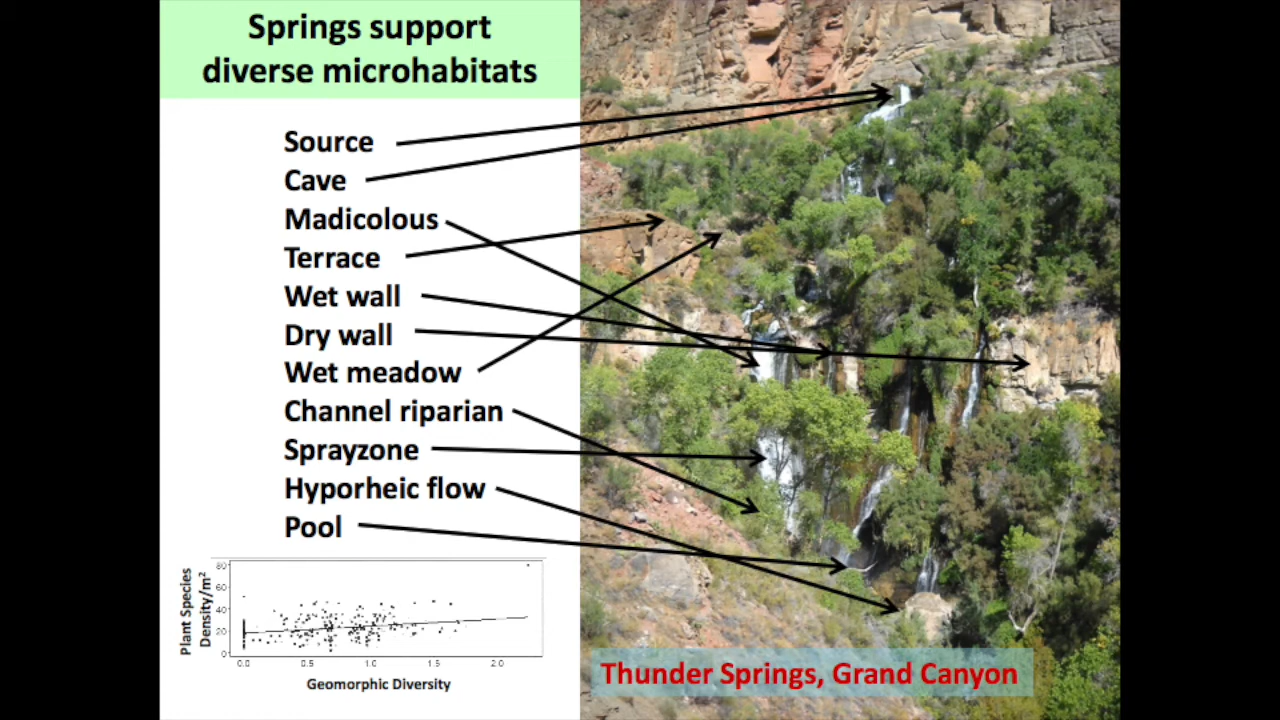 Springs support
diverse microhabitats
Source
Cave
Madicolous
Terrace
Wet wall
Dry wall
Wet meadow
Channel riparian
Sprayzone
Hyporheic flow
Pool
Plant Species
Density/m²
80
60
40
20
0
0.0 0.5 1.0 1.5 2.0
Geomorphic Diversity
Thunder Springs, Grand Canyon